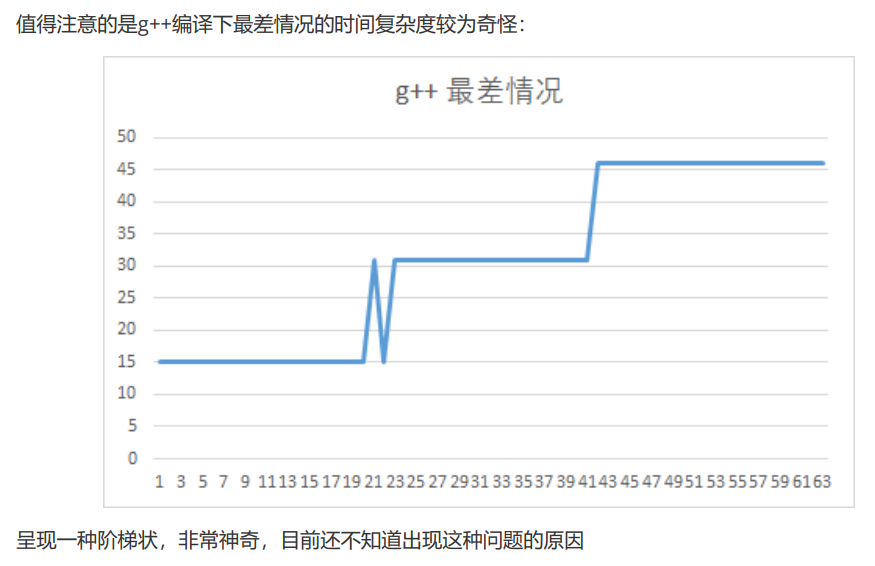 值得注意的是g++编译下最差情况的时间复杂度较为奇怪：
g++ 最差情况
50
45
40
35
30
25
20
15
10
5
0
1 3 5 7 9 11 13 15 17 19 21 23 25 27 29 31 33 35 37 39 41 43 45 47 49 51 53 55 57 59 61 63
呈现一种阶梯状，非常神奇，目前还不知道出现这种问题的原因